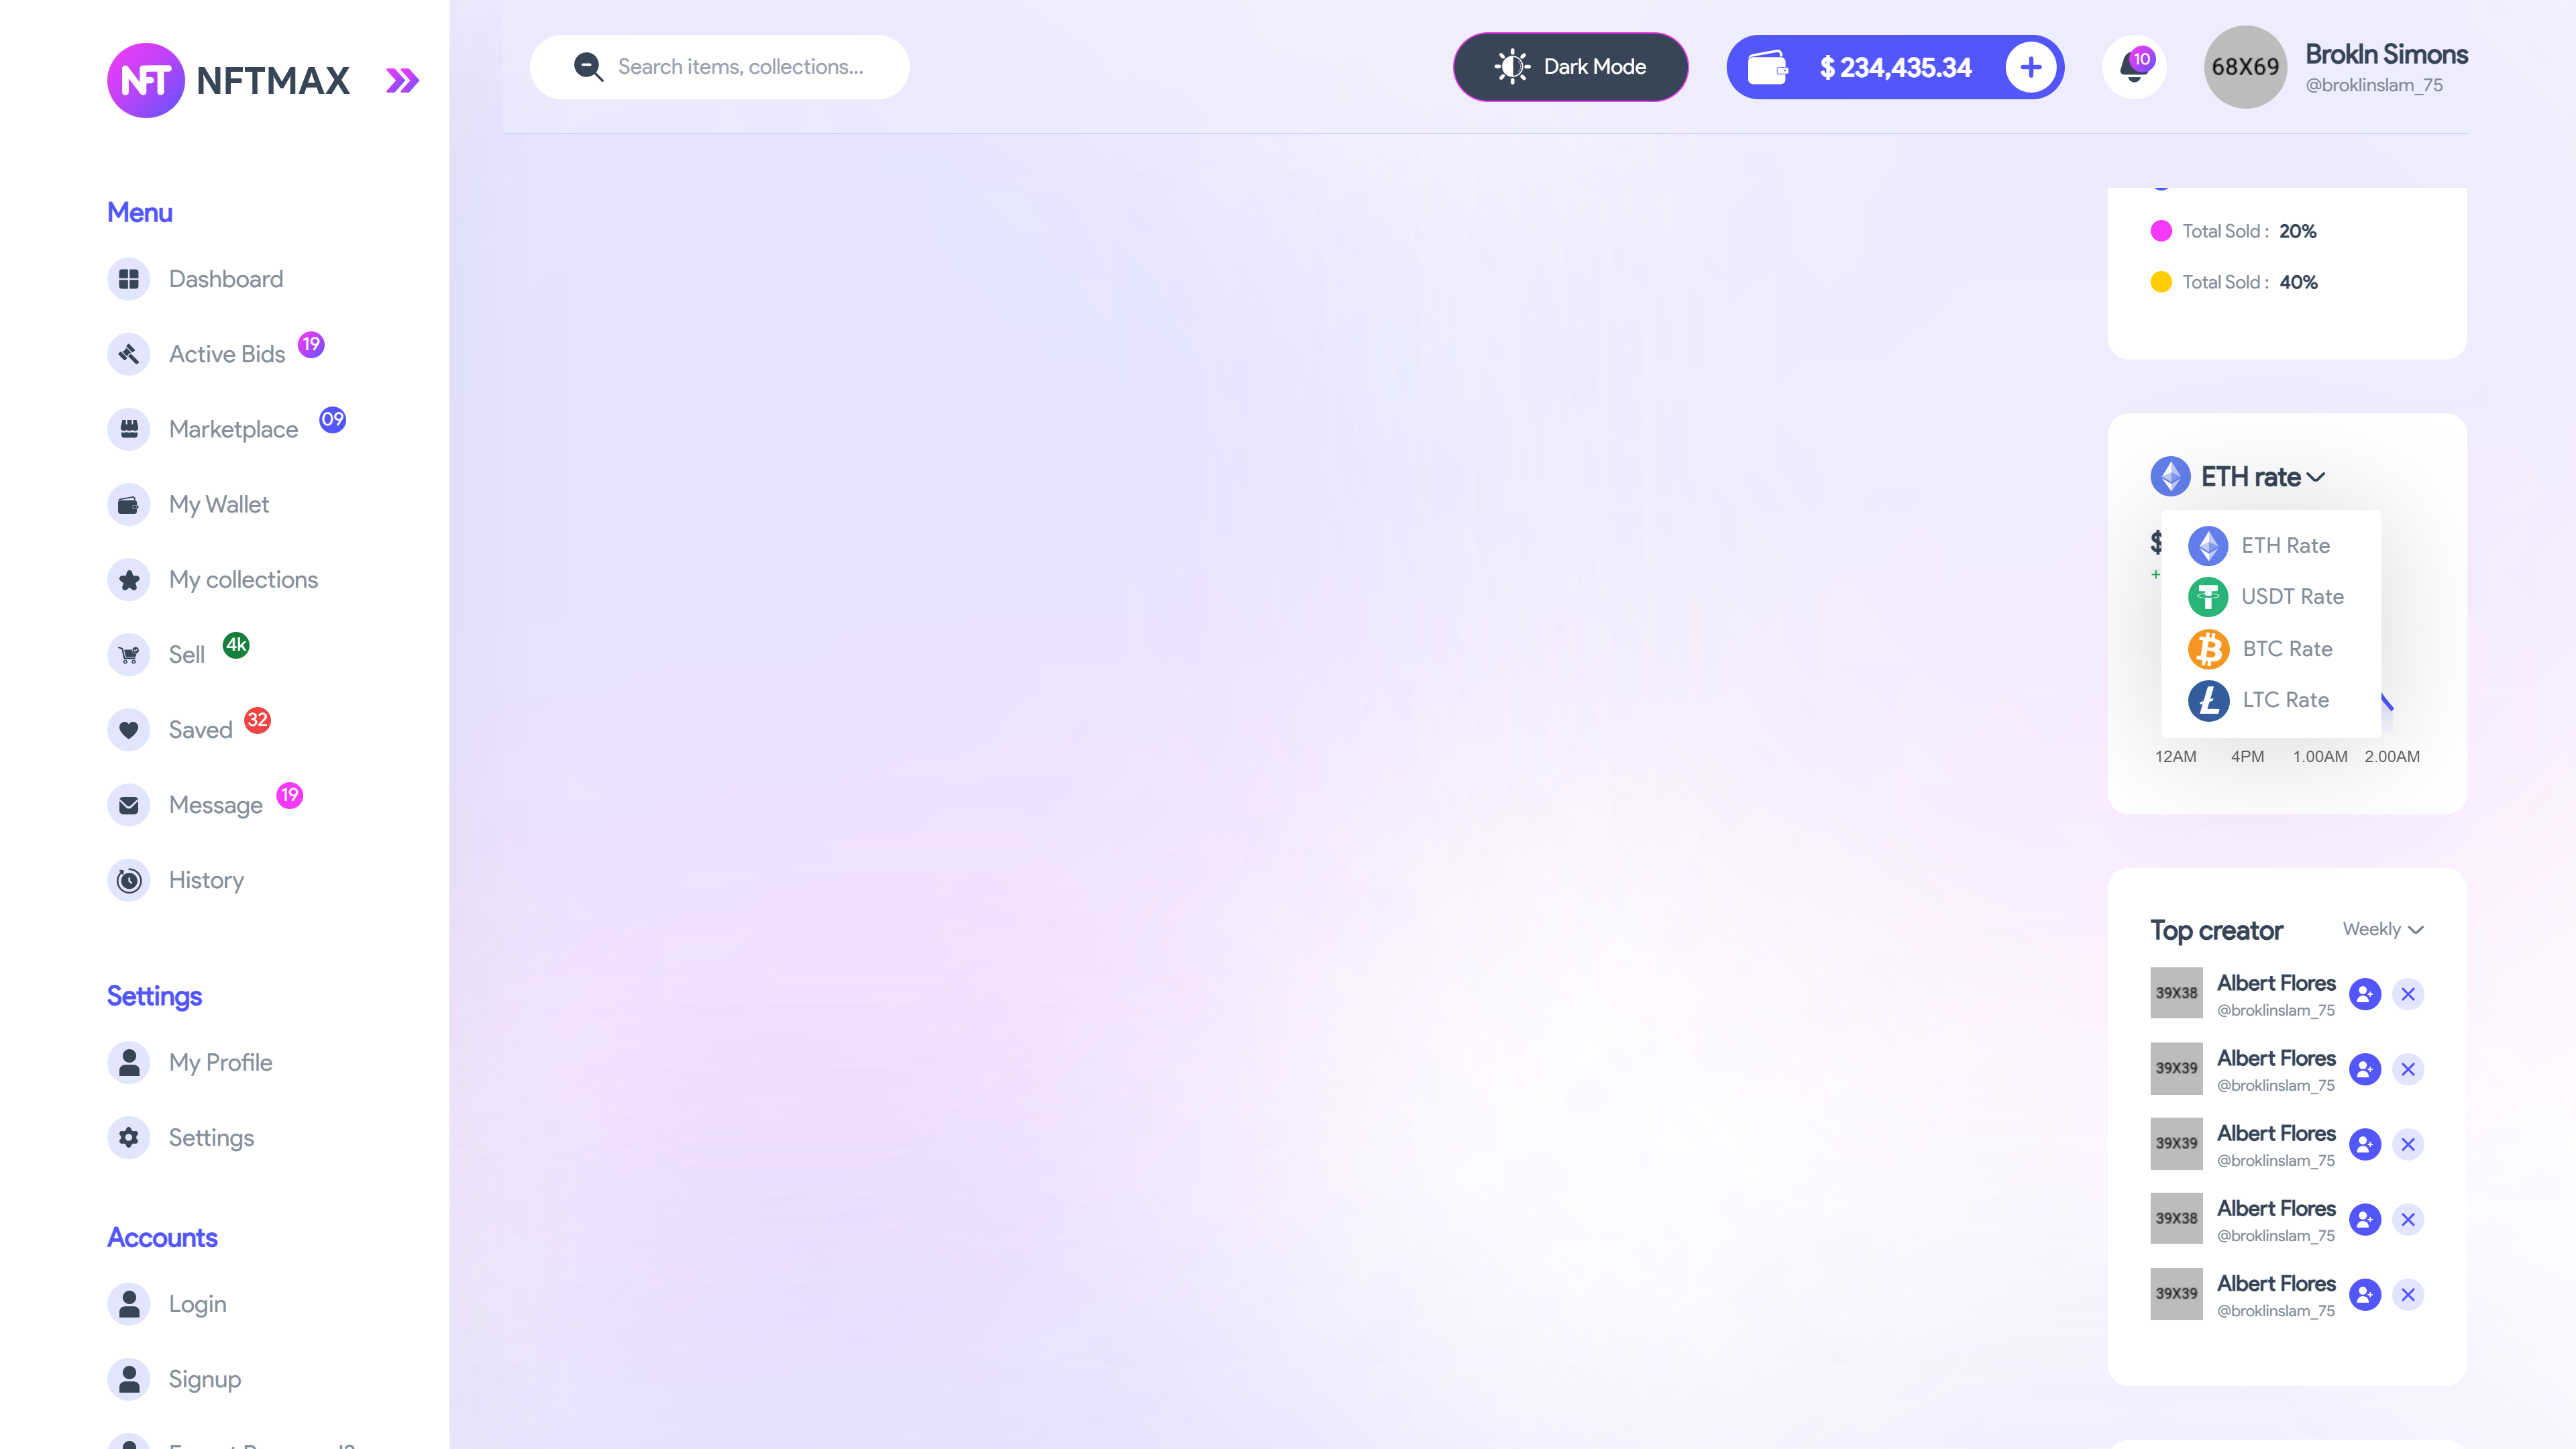 NFT NFTMAX
Search items, collections...
Dark Mode
$ 234,435.34
10
68X69
Brokln Simons
@broklinslam_75
Menu
Dashboard
Active Bids 19
Marketplace 09
My Wallet
My collections
Sell 4k
Saved 32
Message 19
History
Settings
My Profile
Settings
Accounts
Login
Signup
Total Sold : 20%
Total Sold : 40%
ETH rate
$
+
ETH Rate
USDT Rate
BTC Rate
LTC Rate
12AM 4PM 1.00AM 2.00AM
Top creator Weekly
39X38 Albert Flores
@broklinslam_75
39X39 Albert Flores
@broklinslam_75
39X39 Albert Flores
@broklinslam_75
39X38 Albert Flores
@broklinslam_75
39X39 Albert Flores
@broklinslam_75